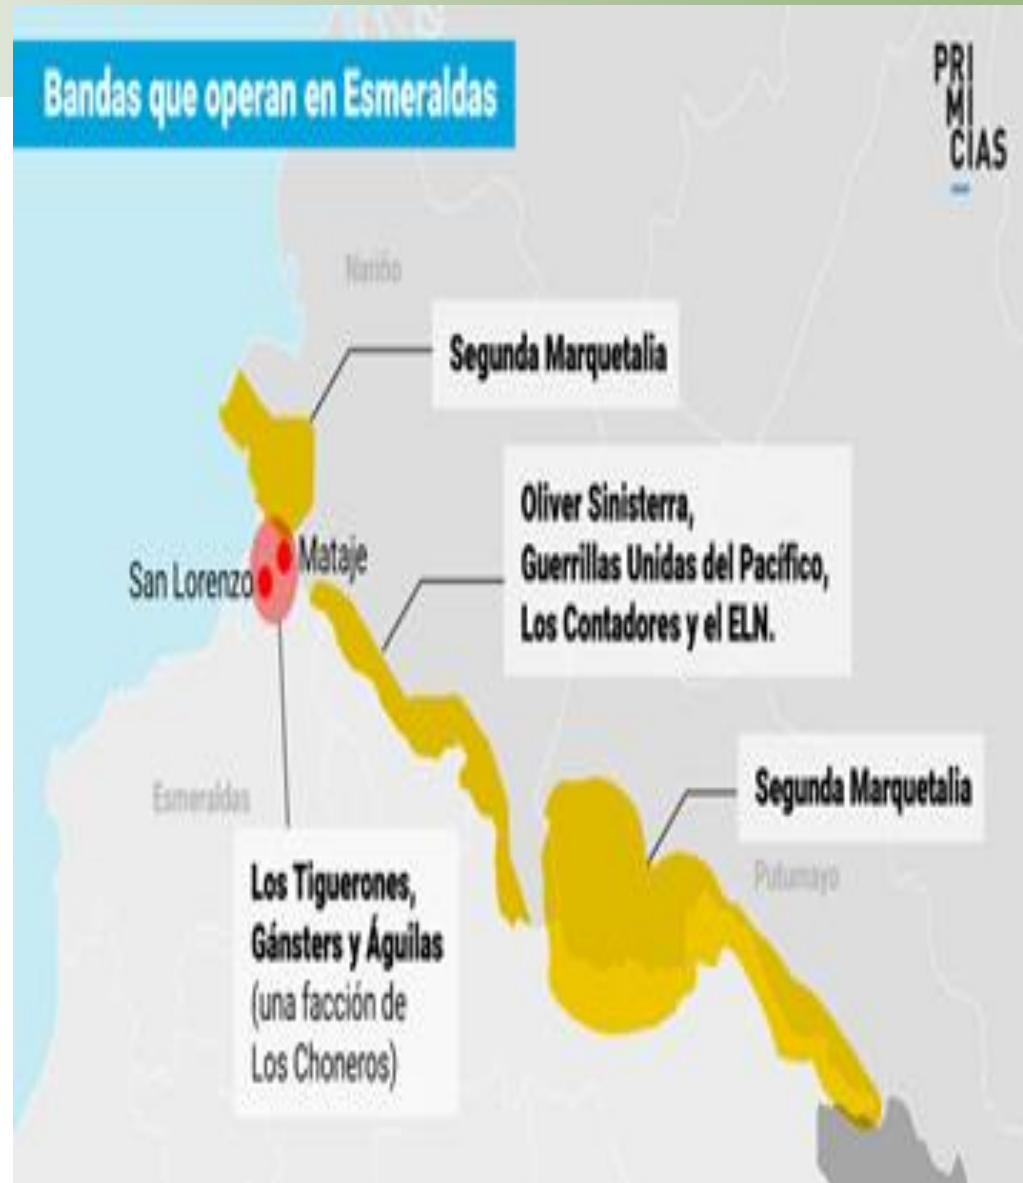 Bandas que operan en Esmeraldas
PRI
MI
CIAS
Nariño
Segunda Marquetalia
Oliver Sinisterra,
Guerrillas Unidas del Pacífico,
Los Contadores y el ELN.
Mataje
San Lorenzo
Segunda Marquetalia
Putumayo
Esmeraldas
Los Tiguerones,
Gánsters y Águilas
(una facción de
Los Choneros)